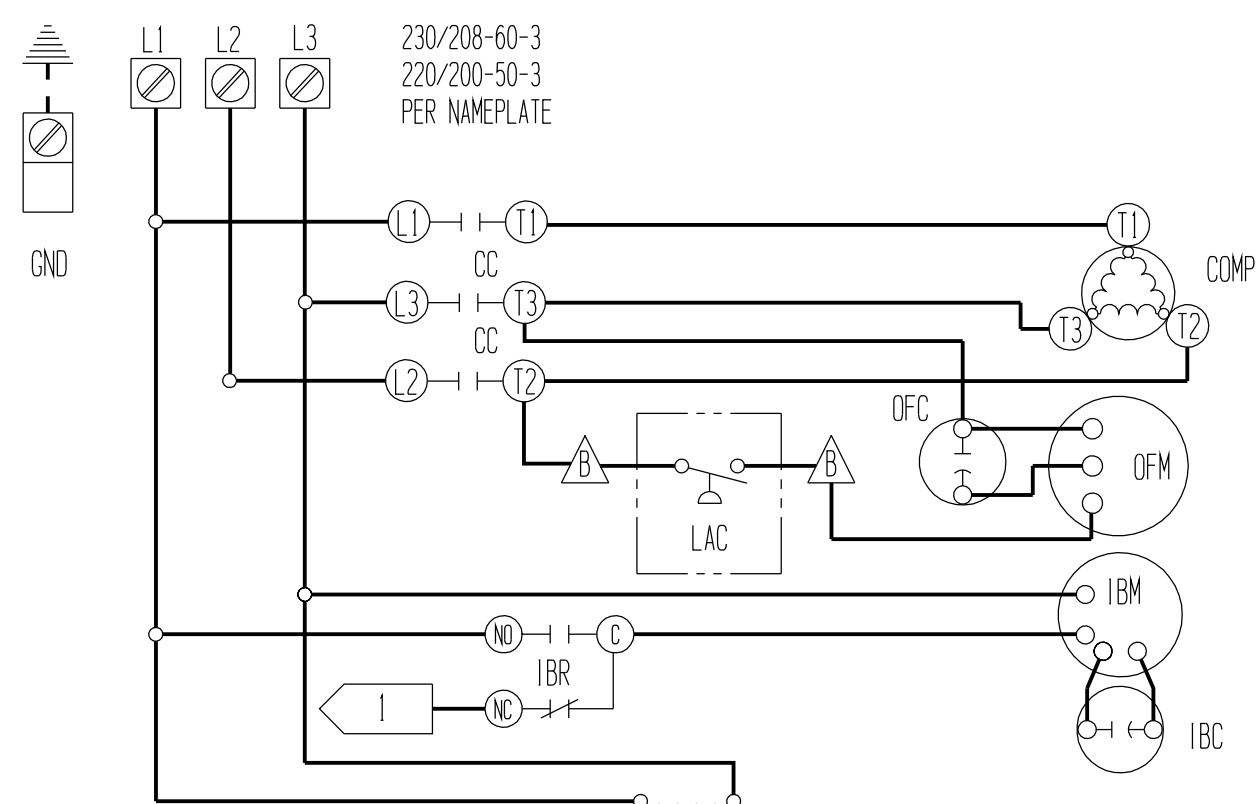 L1 L2 L3 230/208-60-3
220/200-50-3
PER NAMEPLATE
L1 T1 T1
GND
CC
COMP
L3 T3 T3 T2
CC
L2 T2
OFC
B B OFM
LAC
IBM
NO C
IBR
1 NC
IBC